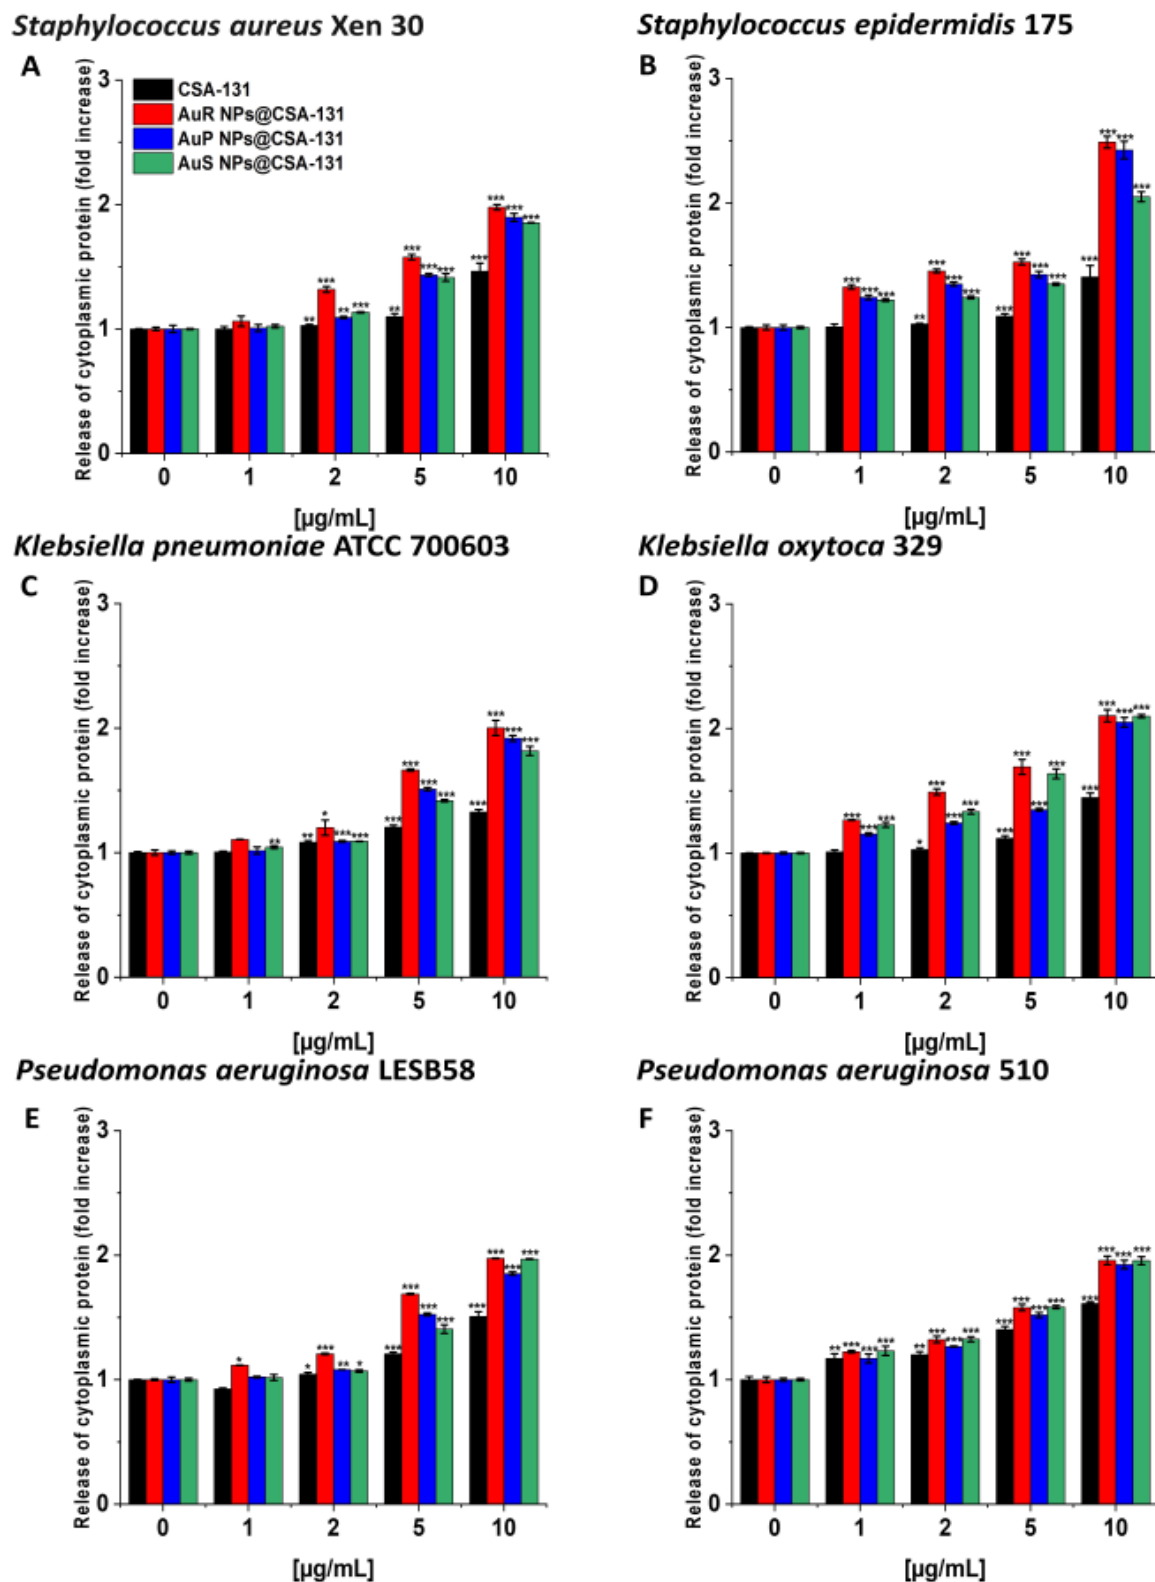 Staphylococcus aureus Xen 30
A
Release of cytoplasmic protein (fold increase)
3
2
1
0
CSA-131
AuR NPs@CSA-131
AuP NPs@CSA-131
AuS NPs@CSA-131
** *** ** ***
** *** *** ***
*** *** *** ***
0 1 2 5 10
[µg/mL]
Staphylococcus epidermidis 175
B
Release of cytoplasmic protein (fold increase)
3
2
1
0
*** *** ***
** *** *** ***
*** *** *** ***
*** *** *** ***
0 1 2 5 10
[µg/mL]
Klebsiella pneumoniae ATCC 700603
C
Release of cytoplasmic protein (fold increase)
3
2
1
0
**
** * *** ***
*** *** *** ***
*** *** *** ***
0 1 2 5 10
[µg/mL]
Klebsiella oxytoca 329
D
Release of cytoplasmic protein (fold increase)
3
2
1
0
*** *** ***
* *** *** ***
*** *** *** ***
*** *** *** ***
0 1 2 5 10
[µg/mL]
Pseudomonas aeruginosa LESB58
E
Release of cytoplasmic protein (fold increase)
3
2
1
0
*
* *** ** *
*** *** *** ***
*** *** *** ***
0 1 2 5 10
[µg/mL]
Pseudomonas aeruginosa 510
F
Release of cytoplasmic protein (fold increase)
3
2
1
0
** *** *** ***
** *** *** ***
*** *** *** ***
*** *** *** ***
0 1 2 5 10
[µg/mL]